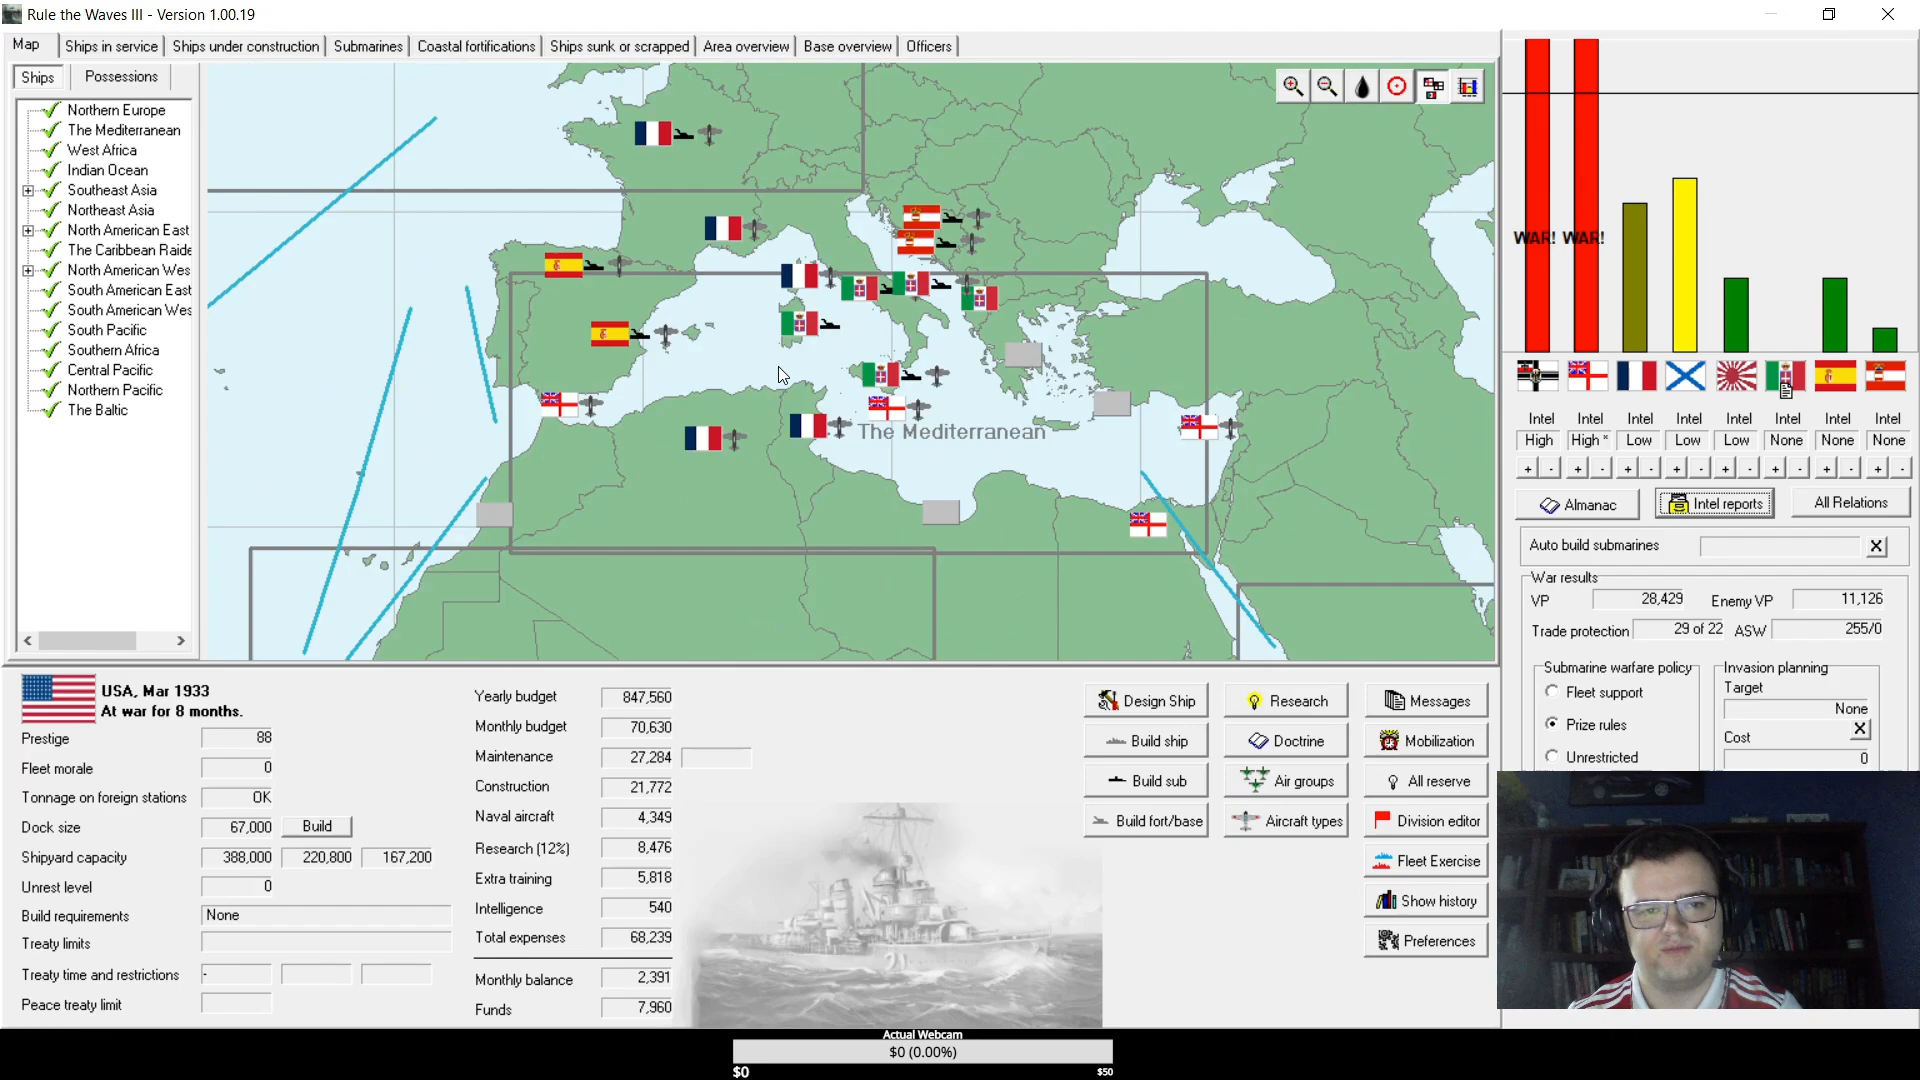 Rule the Waves III - Version 1.00.19
Map
Ships in service
Ships under construction
Submarines
Coastal fortifications
Ships sunk or scrapped
Area overview
Base overview
Officers
Ships
Possessions
Northern Europe
The Mediterranean
West Africa
Indian Ocean
Southeast Asia
Northeast Asia
North American East
The Caribbean Raide
North American Wes
South American East
South American Wes
South Pacific
Southern Africa
Central Pacific
Northern Pacific
The Baltic
The Mediterranean
WAR! WAR!
Intel Intel Intel Intel Intel Intel Intel Intel
High High * Low Low Low None None None
+ - + - + - + - + - + - + - + -
Almanac
Intel reports
All Relations
Auto build submarines X
War results
VP 28,429 Enemy VP 11,126
Trade protection 29 of 22 ASW 255/0
Submarine warfare policy
Fleet support
Prize rules
Unrestricted
Invasion planning
Target
None
Cost X
0
USA, Mar 1933
At war for 8 months.
Prestige 88
Fleet morale 0
Tonnage on foreign stations OK
Dock size 67,000 Build
Shipyard capacity 388,000 220,800 167,200
Unrest level 0
Build requirements None
Treaty limits
Treaty time and restrictions -
Peace treaty limit
Yearly budget 847,560
Monthly budget 70,630
Maintenance 27,284
Construction 21,772
Naval aircraft 4,349
Research (12%) 8,476
Extra training 5,818
Intelligence 540
Total expenses 68,239
Monthly balance 2,391
Funds 7,960
Design Ship
Research
Messages
Build ship
Doctrine
Mobilization
Build sub
Air groups
All reserve
Build fort/base
Aircraft types
Division editor
Fleet Exercise
Show history
Preferences
Actual Webcam
$0 (0.00%)
$0 $50